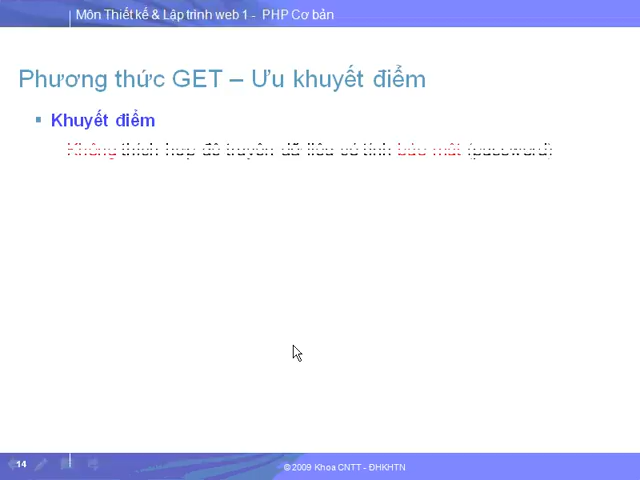 Môn Thiết kế & Lập trình web 1 - PHP Cơ bản
Phương thức GET – Ưu khuyết điểm
Khuyết điểm
Không thích hợp để truyền dữ liệu có tính bảo mật (password)
14
© 2009 Khoa CNTT - ĐHKHTN